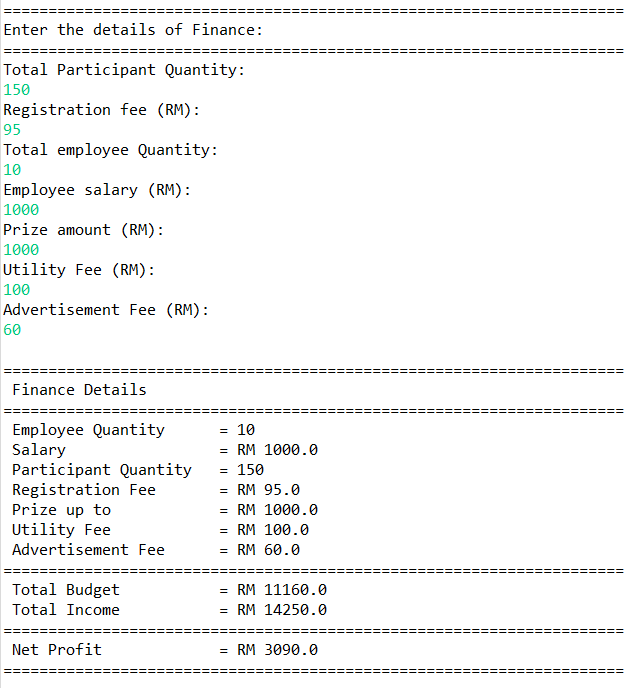 =====================================================================
Enter the details of Finance:
=====================================================================
Total Participant Quantity:
150
Registration fee (RM):
95
Total employee Quantity:
10
Employee salary (RM):
1000
Prize amount (RM):
1000
Utility Fee (RM):
100
Advertisement Fee (RM):
60
=====================================================================
Finance Details
=====================================================================
Employee Quantity      = 10
Salary                 = RM 1000.0
Participant Quantity   = 150
Registration Fee       = RM 95.0
Prize up to            = RM 1000.0
Utility Fee            = RM 100.0
Advertisement Fee      = RM 60.0
=====================================================================
Total Budget           = RM 11160.0
Total Income           = RM 14250.0
=====================================================================
Net Profit             = RM 3090.0
=====================================================================